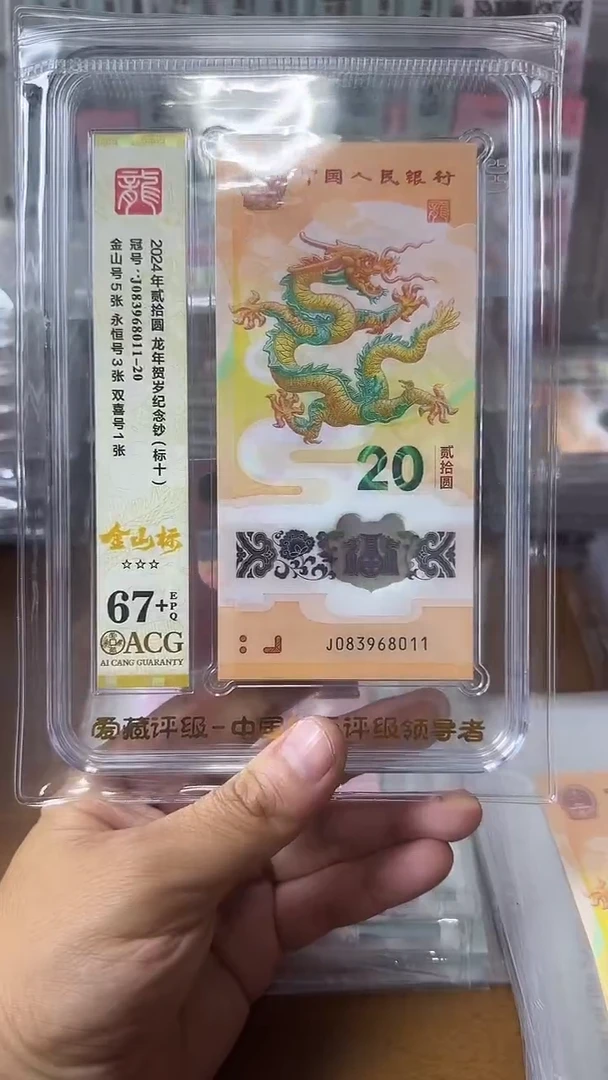 龍
2024年贰拾圆 龙年贺岁纪念钞(标十)
冠号:J083968011-20
金山号5张 永恒号3张 双喜号1张
金山标
☆☆☆
67+
EPQ
ACG
AI CANG GUARANTY
中国人民银行
龍
20
贰拾圆
J083968011
爱藏评级-中国
评级领导者